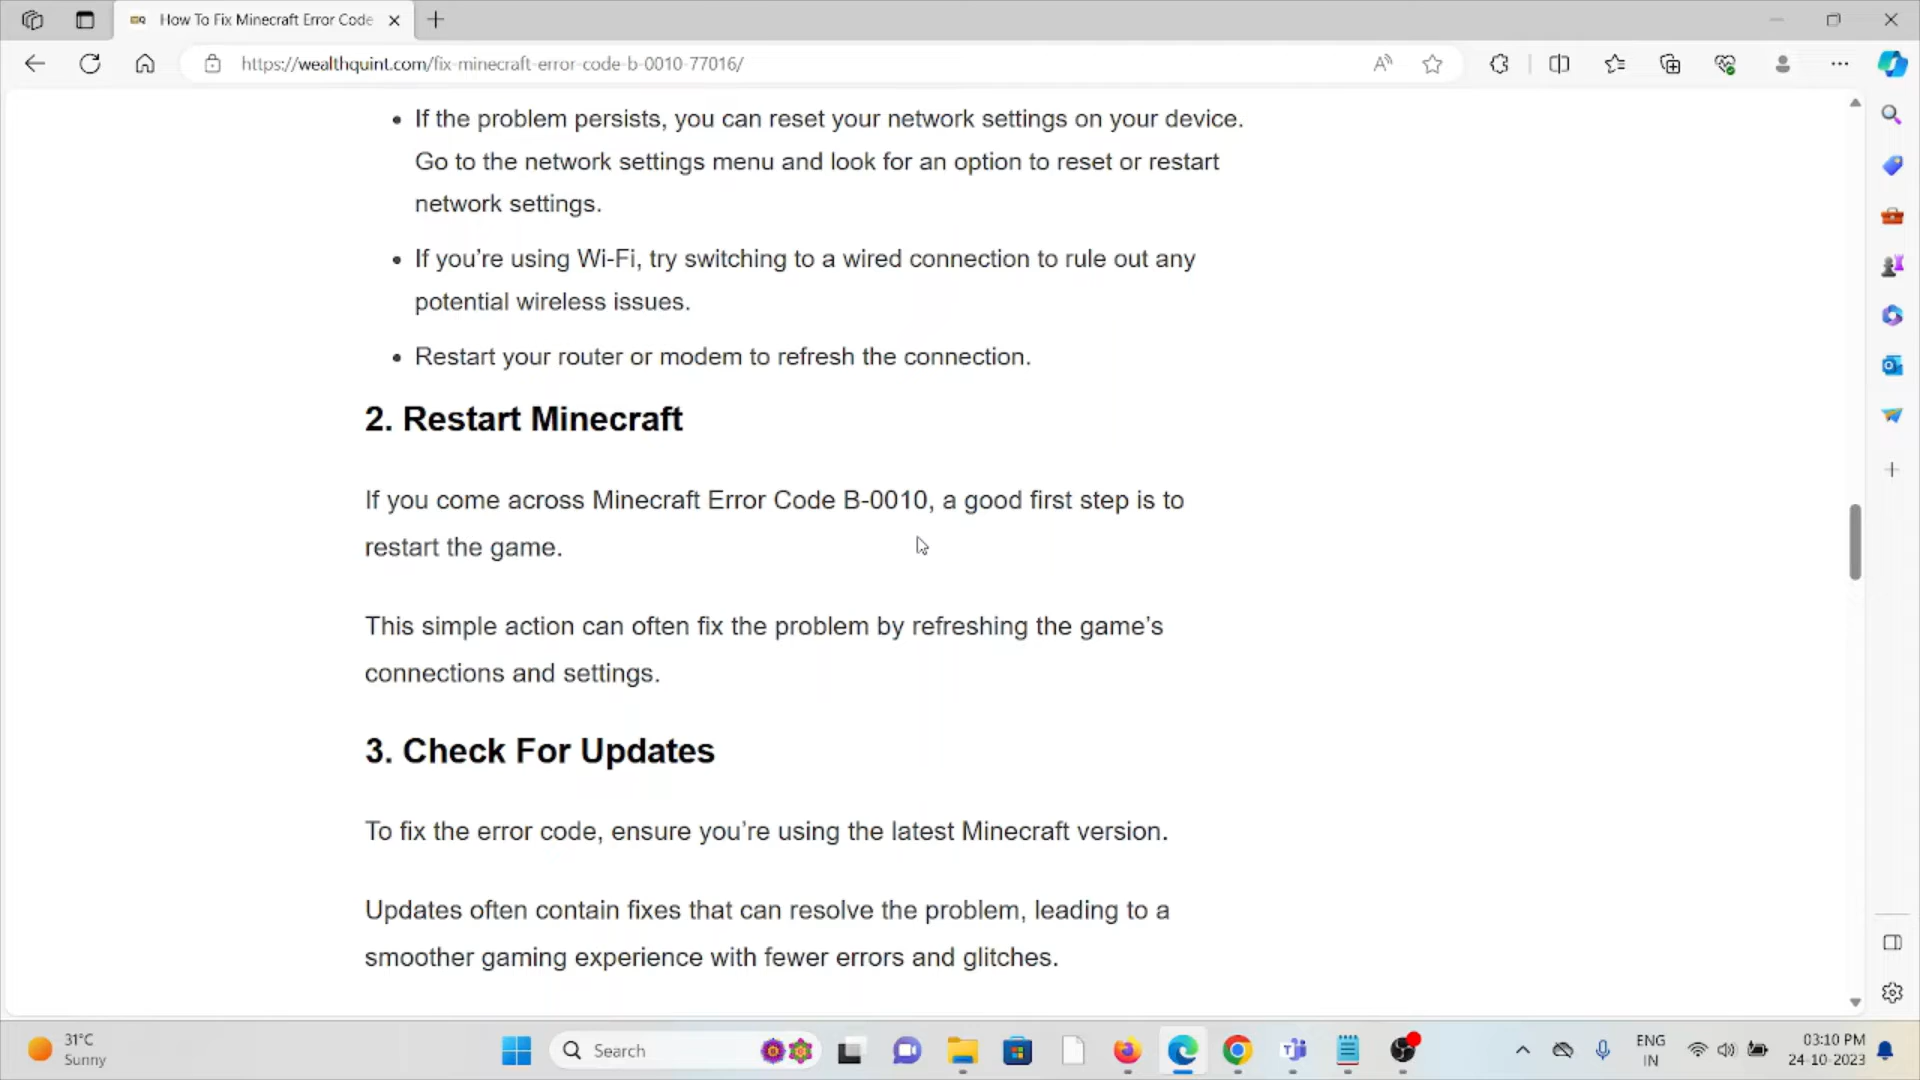 How To Fix Minecraft Error Code
https://wealthquint.com/fix-minecraft-error-code-b-0010-77016/
• If the problem persists, you can reset your network settings on your device.
Go to the network settings menu and look for an option to reset or restart
network settings.
• If you’re using Wi-Fi, try switching to a wired connection to rule out any
potential wireless issues.
• Restart your router or modem to refresh the connection.
2. Restart Minecraft
If you come across Minecraft Error Code B-0010, a good first step is to
restart the game.
This simple action can often fix the problem by refreshing the game’s
connections and settings.
3. Check For Updates
To fix the error code, ensure you’re using the latest Minecraft version.
Updates often contain fixes that can resolve the problem, leading to a
smoother gaming experience with fewer errors and glitches.
31°C
Sunny
Search
ENG
IN
03:10 PM
24-10-2023